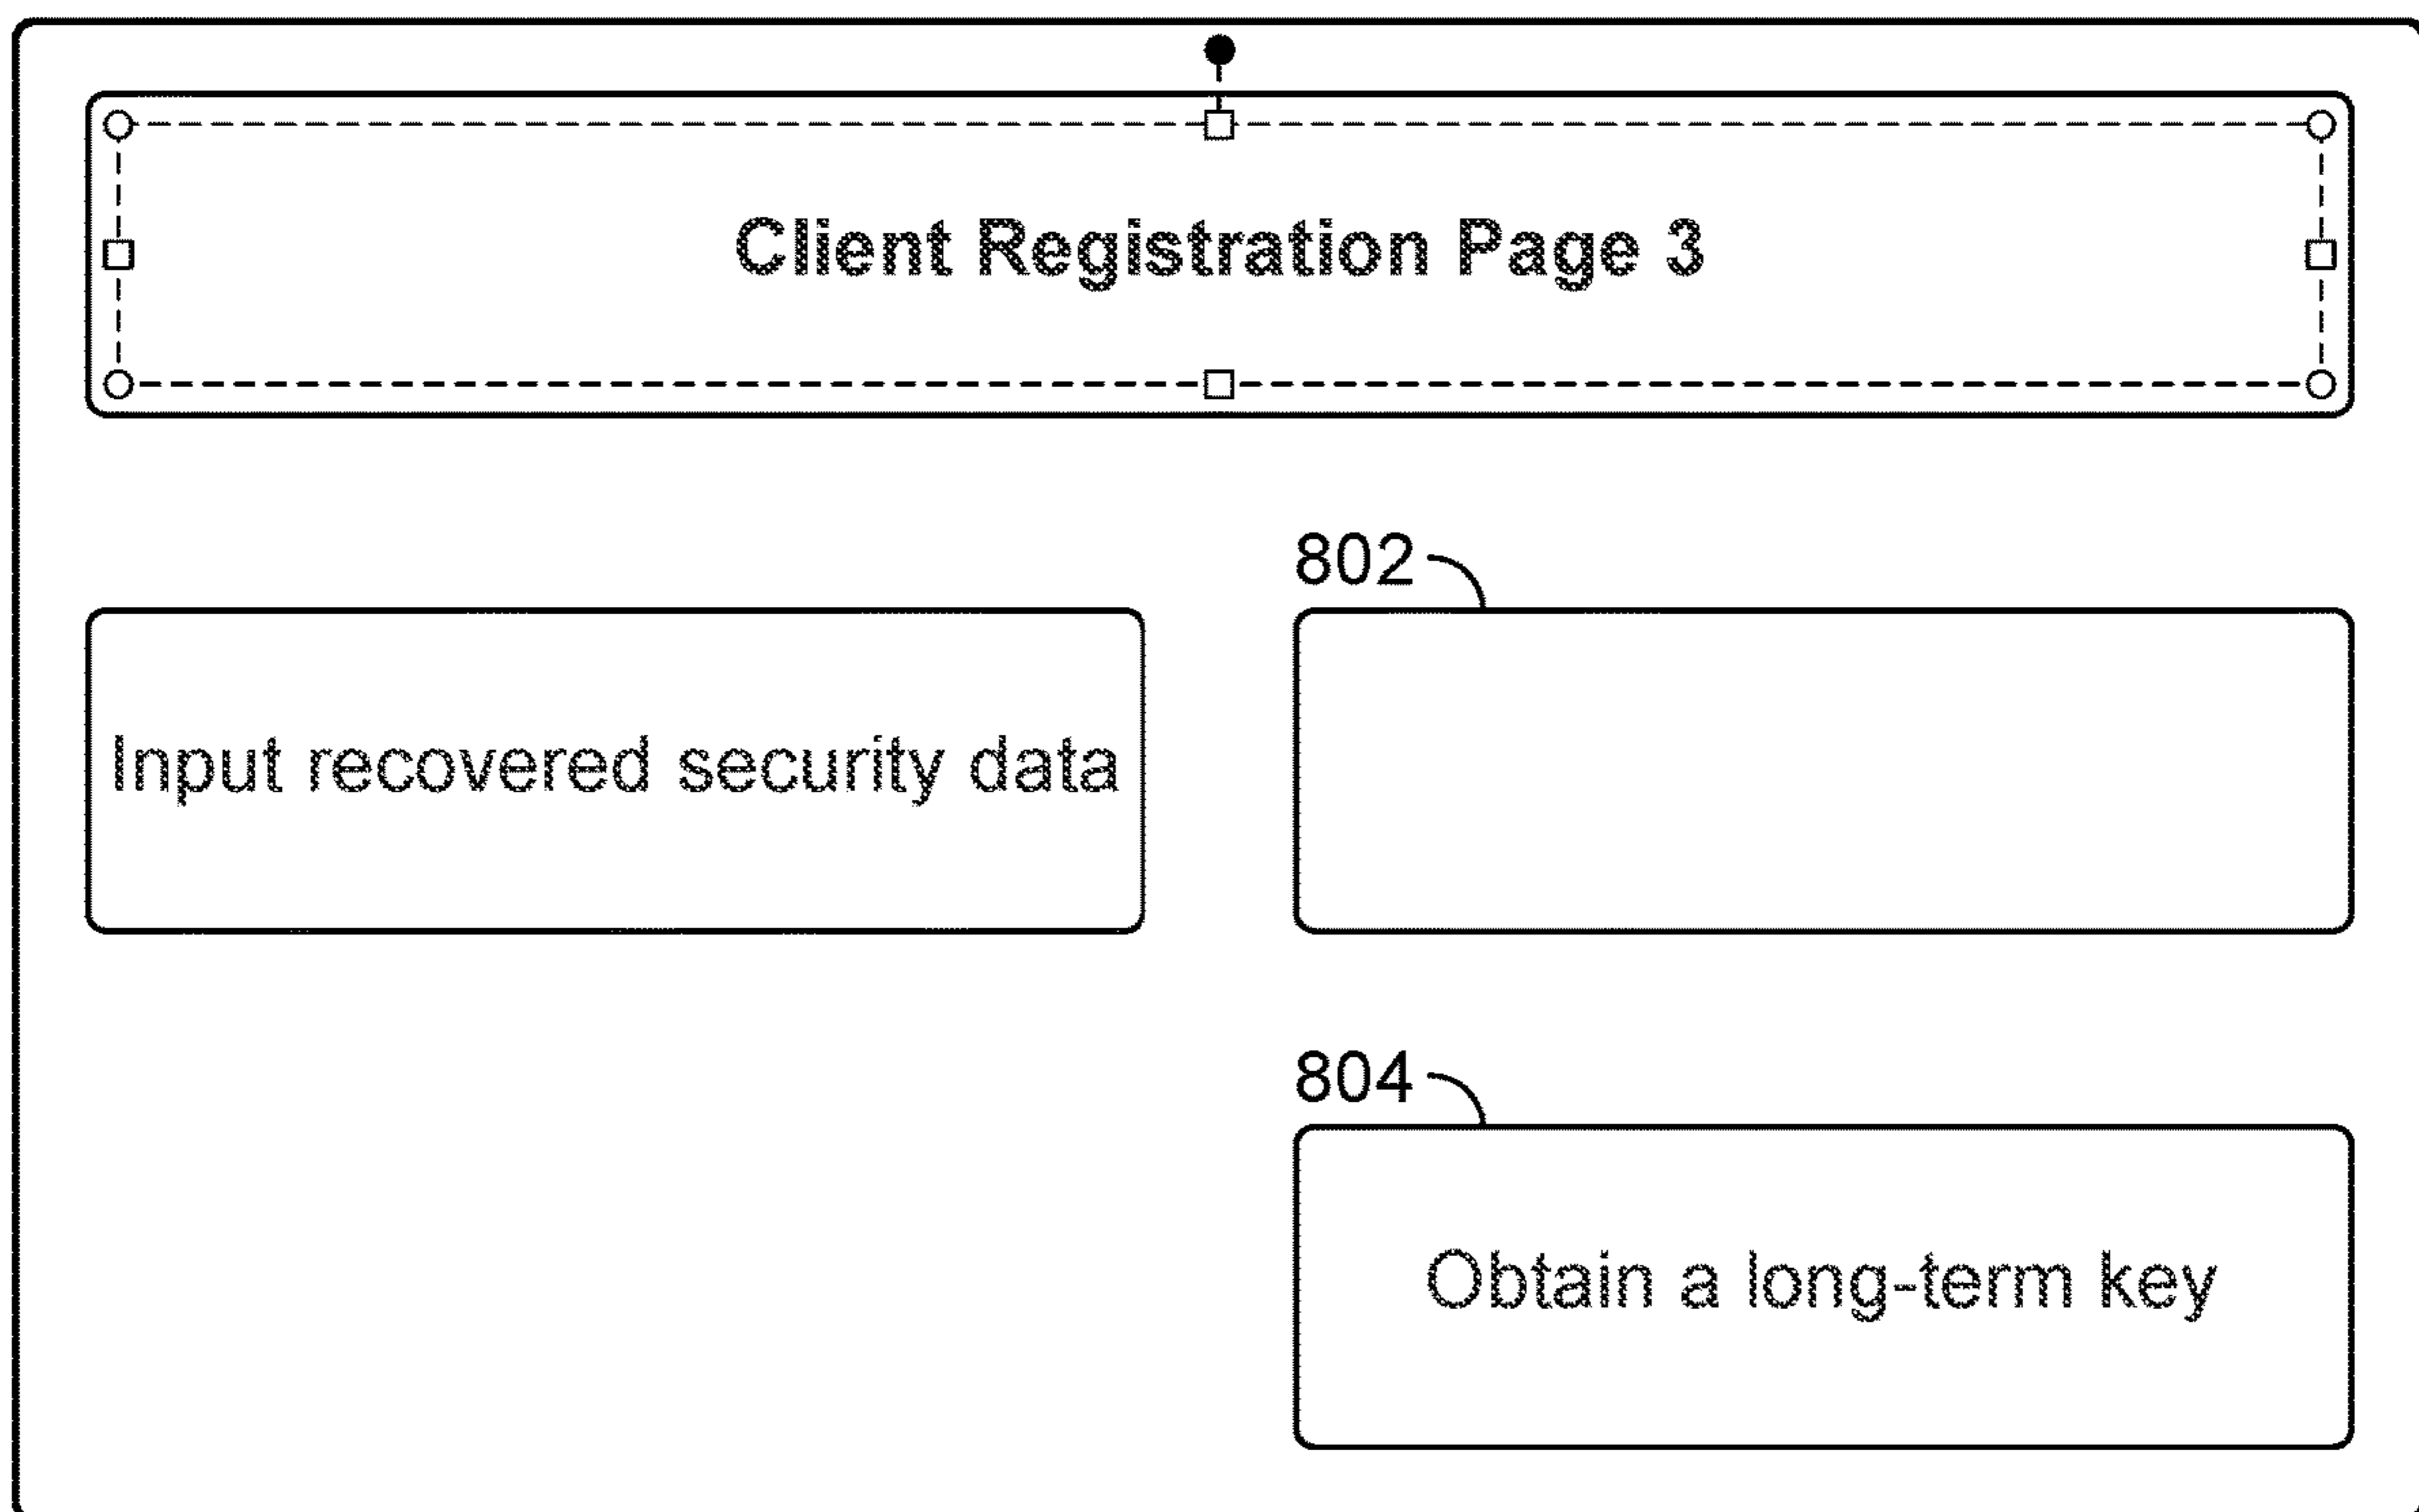 Client Registration Page 3
802
Input recovered security data
804
Obtain a long-term key